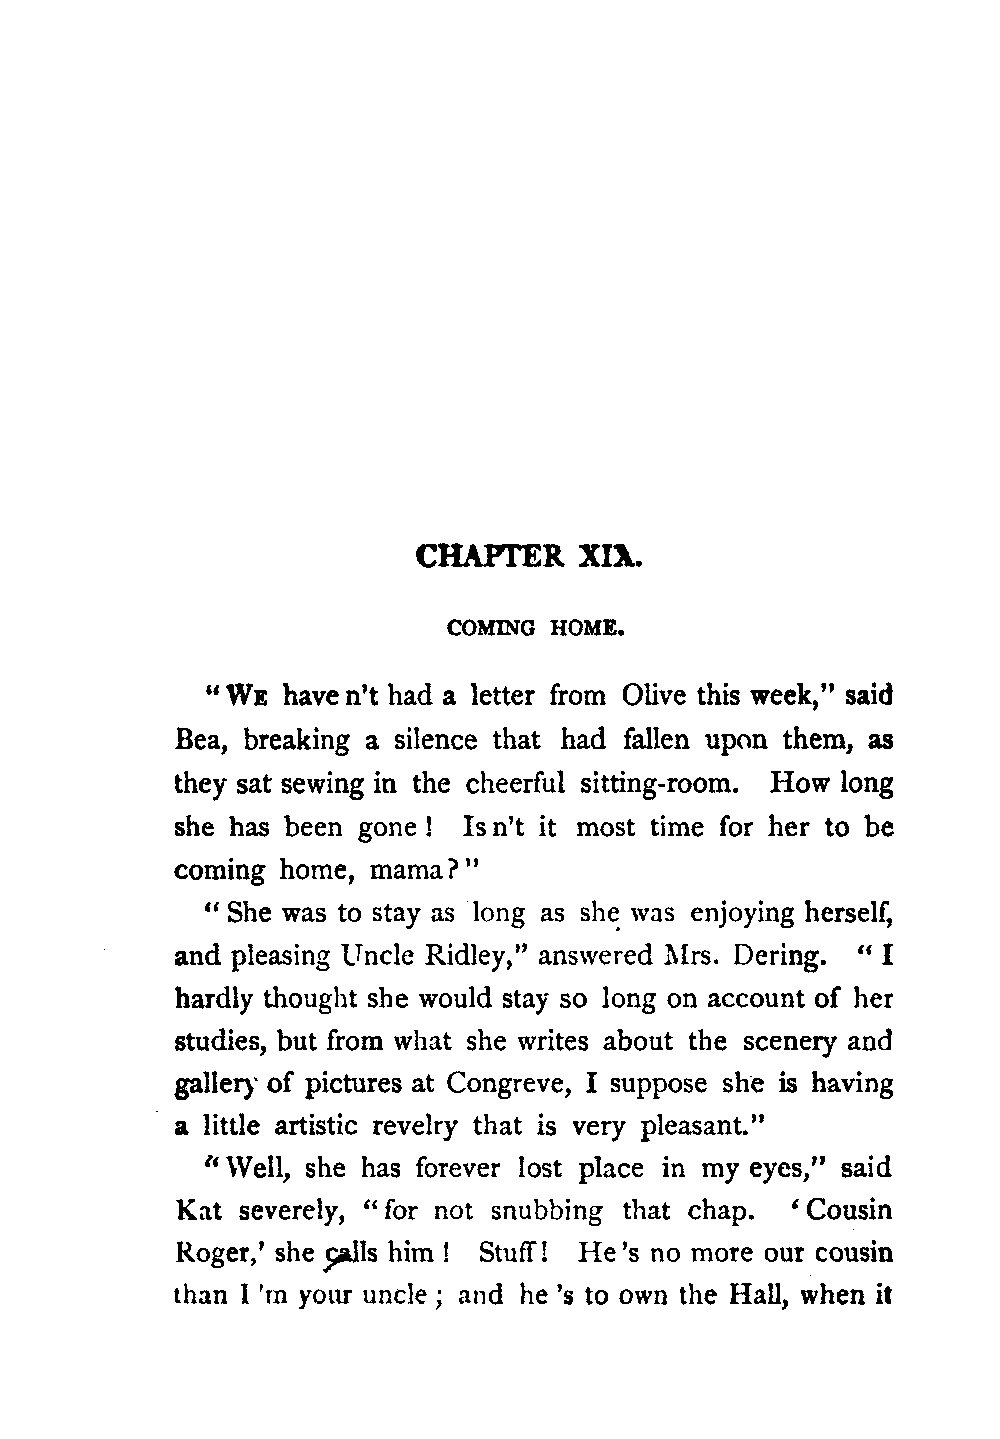 CHAPTER XIX.
COMING HOME.
"WE haven't had a letter from Olive this week," said
Bea, breaking a silence that had fallen upon them, as
they sat sewing in the cheerful sitting-room. How long
she has been gone! Isn't it most time for her to be
coming home, mama?"
"She was to stay as long as she was enjoying herself,
and pleasing Uncle Ridley," answered Mrs. Dering. "I
hardly thought she would stay so long on account of her
studies, but from what she writes about the scenery and
gallery of pictures at Congreve, I suppose she is having
a little artistic revelry that is very pleasant."
"Well, she has forever lost place in my eyes," said
Kat severely, "for not snubbing that chap. 'Cousin
Roger,' she calls him! Stuff! He's no more our cousin
than I'm your uncle; and he's to own the Hall, when it